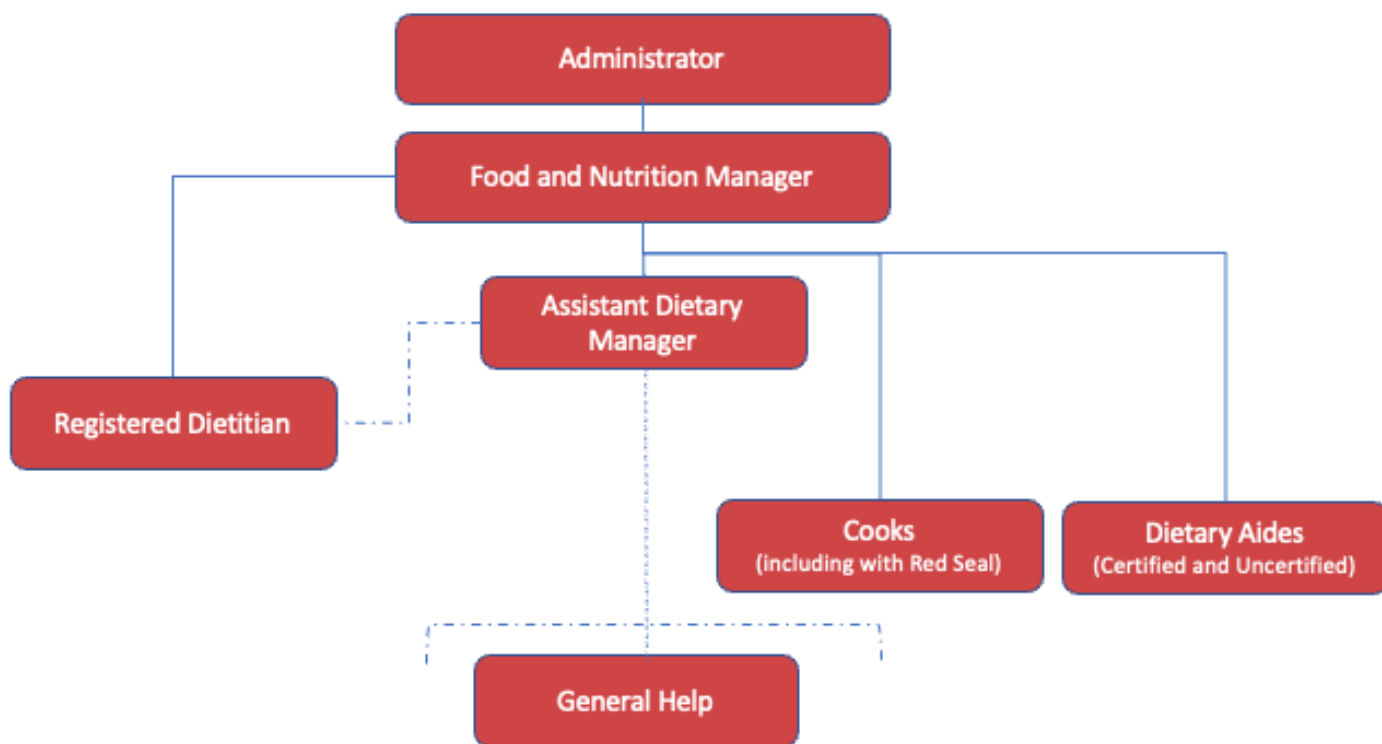 Administrator
Food and Nutrition Manager
Assistant Dietary
Manager
Registered Dietitian
Cooks
(including with Red Seal)
Dietary Aides
(Certified and Uncertified)
General Help